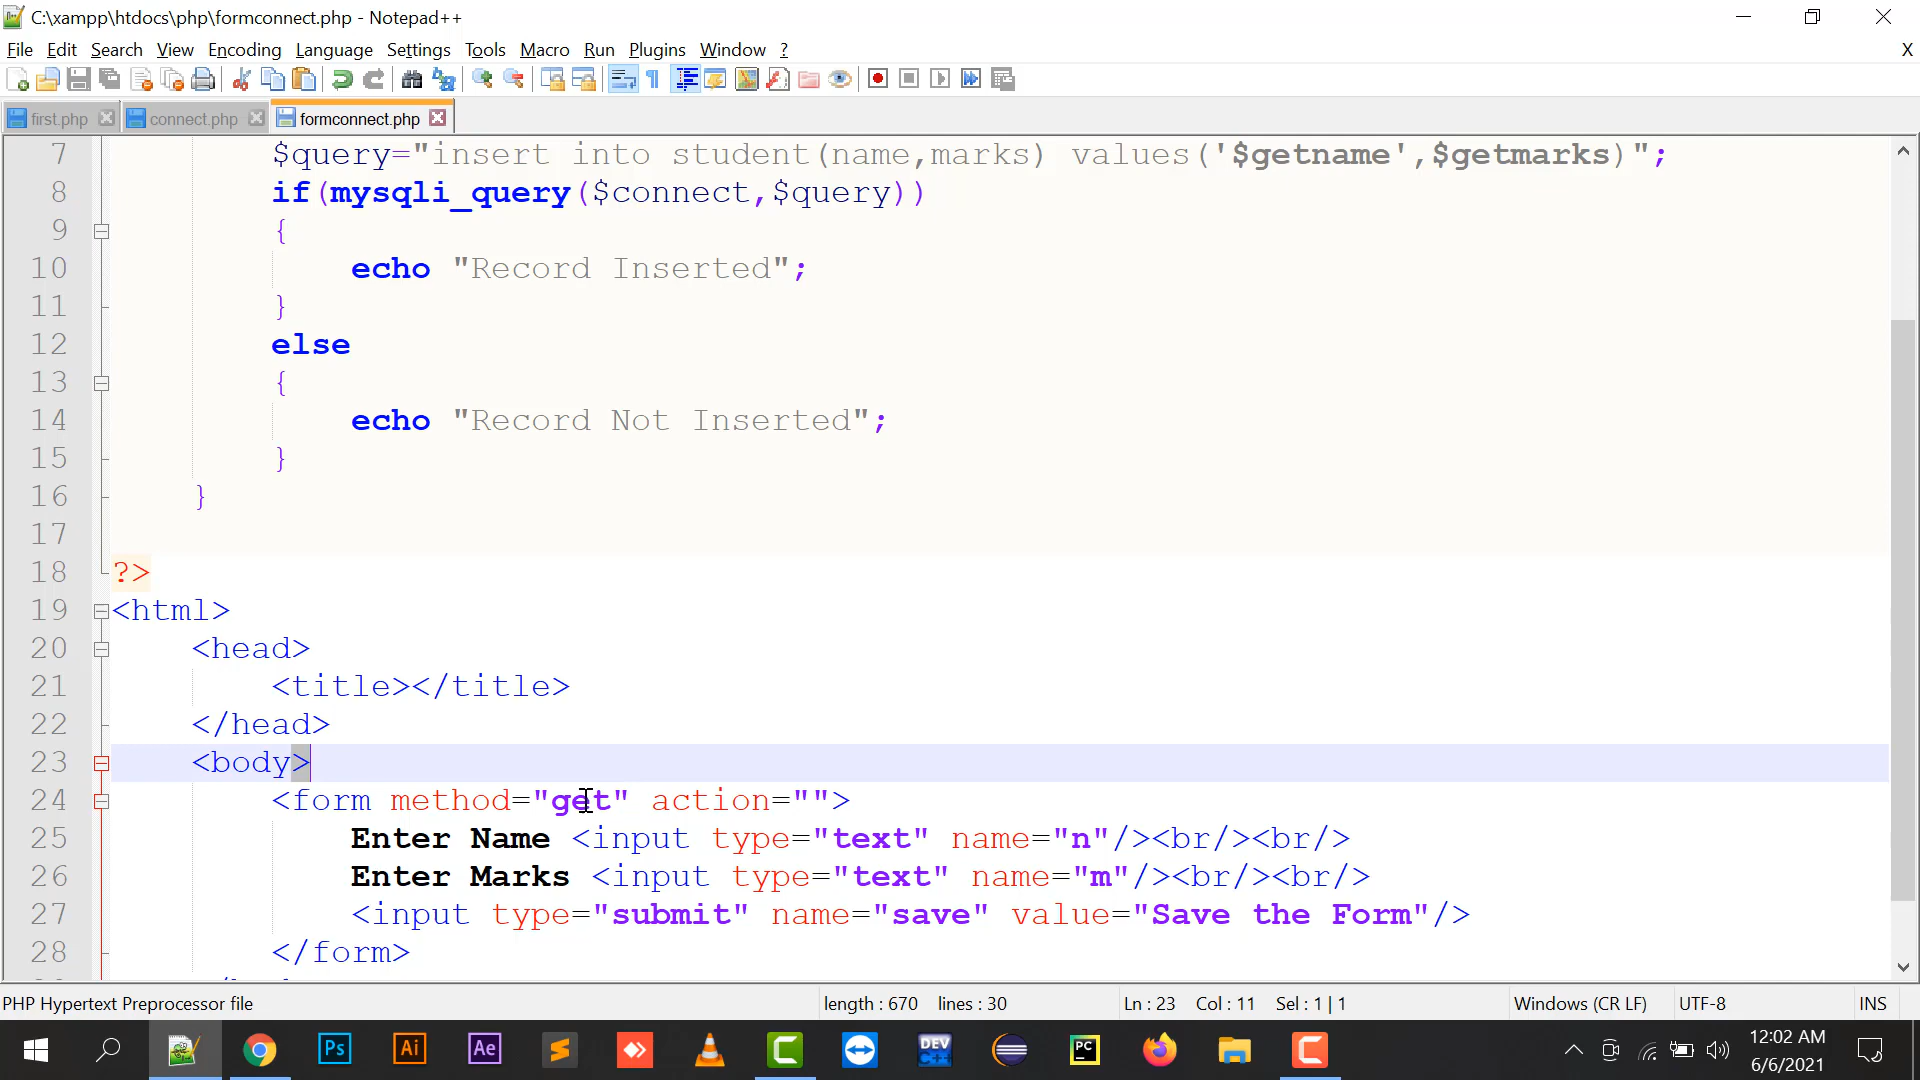 C:\xampp\htdocs\php\formconnect.php - Notepad++
File Edit Search View Encoding Language Settings Tools Macro Run Plugins Window ? X
first.php connect.php formconnect.php
7 $query="insert into student(name,marks) values('$getname',$getmarks)";
8 if(mysqli_query($connect,$query))
9 {
10 echo "Record Inserted";
11 }
12 else
13 {
14 echo "Record Not Inserted";
15 }
16 }
17
18 ?>
19 <html>
20 <head>
21 <title></title>
22 </head>
23 <body>
24 <form method="get" action="">
25 Enter Name <input type="text" name="n"/><br/><br/>
26 Enter Marks <input type="text" name="m"/><br/><br/>
27 <input type="submit" name="save" value="Save the Form"/>
28 </form>
PHP Hypertext Preprocessor file length : 670 lines : 30 Ln : 23 Col : 11 Sel : 1 | 1 Windows (CR LF) UTF-8 INS
Ps Ai Ae DEV C++ PC
12:02 AM
6/6/2021